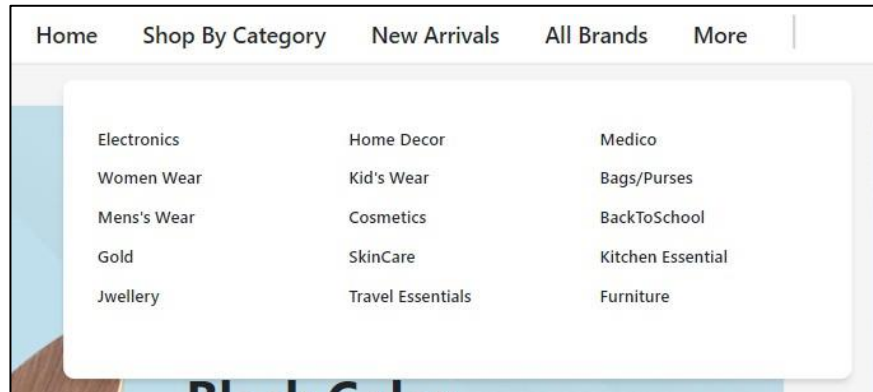 Home Shop By Category New Arrivals All Brands More
Electronics Home Decor Medico
Women Wear Kid's Wear Bags/Purses
Mens's Wear Cosmetics BackToSchool
Gold SkinCare Kitchen Essential
Jwellery Travel Essentials Furniture